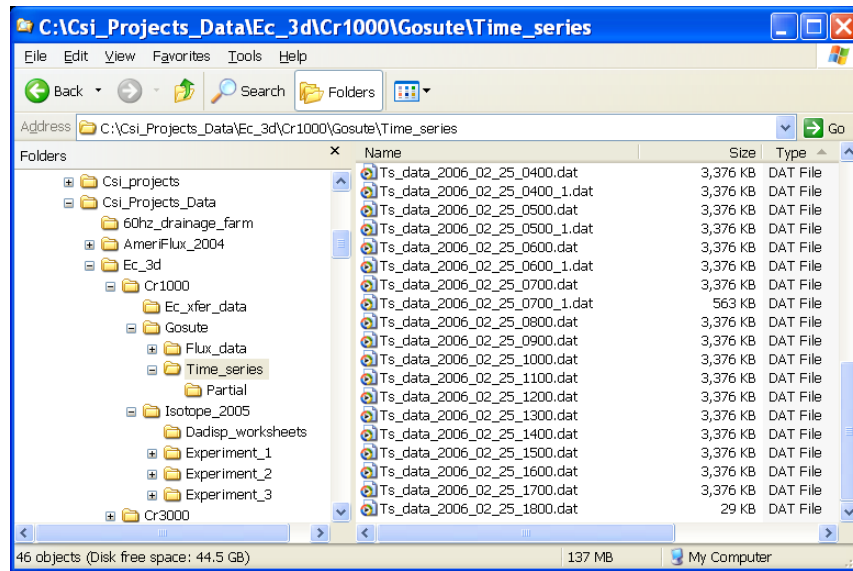 C:\Csi_Projects_Data\Ec_3d\Cr1000\Gosute\Time_series
File Edit View Favorites Tools Help
Back Search Folders
Address C:\Csi_Projects_Data\Ec_3d\Cr1000\Gosute\Time_series Go
Folders
Csi_projects
Csi_Projects_Data
60hz_drainage_farm
AmeriFlux_2004
Ec_3d
Cr1000
Ec_xfer_data
Gosute
Flux_data
Time_series
Partial
Isotope_2005
Dadisp_worksheets
Experiment_1
Experiment_2
Experiment_3
Cr3000
Name Size Type
Ts_data_2006_02_25_0400.dat 3,376 KB DAT File
Ts_data_2006_02_25_0400_1.dat 3,376 KB DAT File
Ts_data_2006_02_25_0500.dat 3,376 KB DAT File
Ts_data_2006_02_25_0500_1.dat 3,376 KB DAT File
Ts_data_2006_02_25_0600.dat 3,376 KB DAT File
Ts_data_2006_02_25_0600_1.dat 3,376 KB DAT File
Ts_data_2006_02_25_0700.dat 3,376 KB DAT File
Ts_data_2006_02_25_0700_1.dat 563 KB DAT File
Ts_data_2006_02_25_0800.dat 3,376 KB DAT File
Ts_data_2006_02_25_0900.dat 3,376 KB DAT File
Ts_data_2006_02_25_1000.dat 3,376 KB DAT File
Ts_data_2006_02_25_1100.dat 3,376 KB DAT File
Ts_data_2006_02_25_1200.dat 3,376 KB DAT File
Ts_data_2006_02_25_1300.dat 3,376 KB DAT File
Ts_data_2006_02_25_1400.dat 3,376 KB DAT File
Ts_data_2006_02_25_1500.dat 3,376 KB DAT File
Ts_data_2006_02_25_1600.dat 3,376 KB DAT File
Ts_data_2006_02_25_1700.dat 3,376 KB DAT File
Ts_data_2006_02_25_1800.dat 29 KB DAT File
46 objects (Disk free space: 44.5 GB) 137 MB My Computer